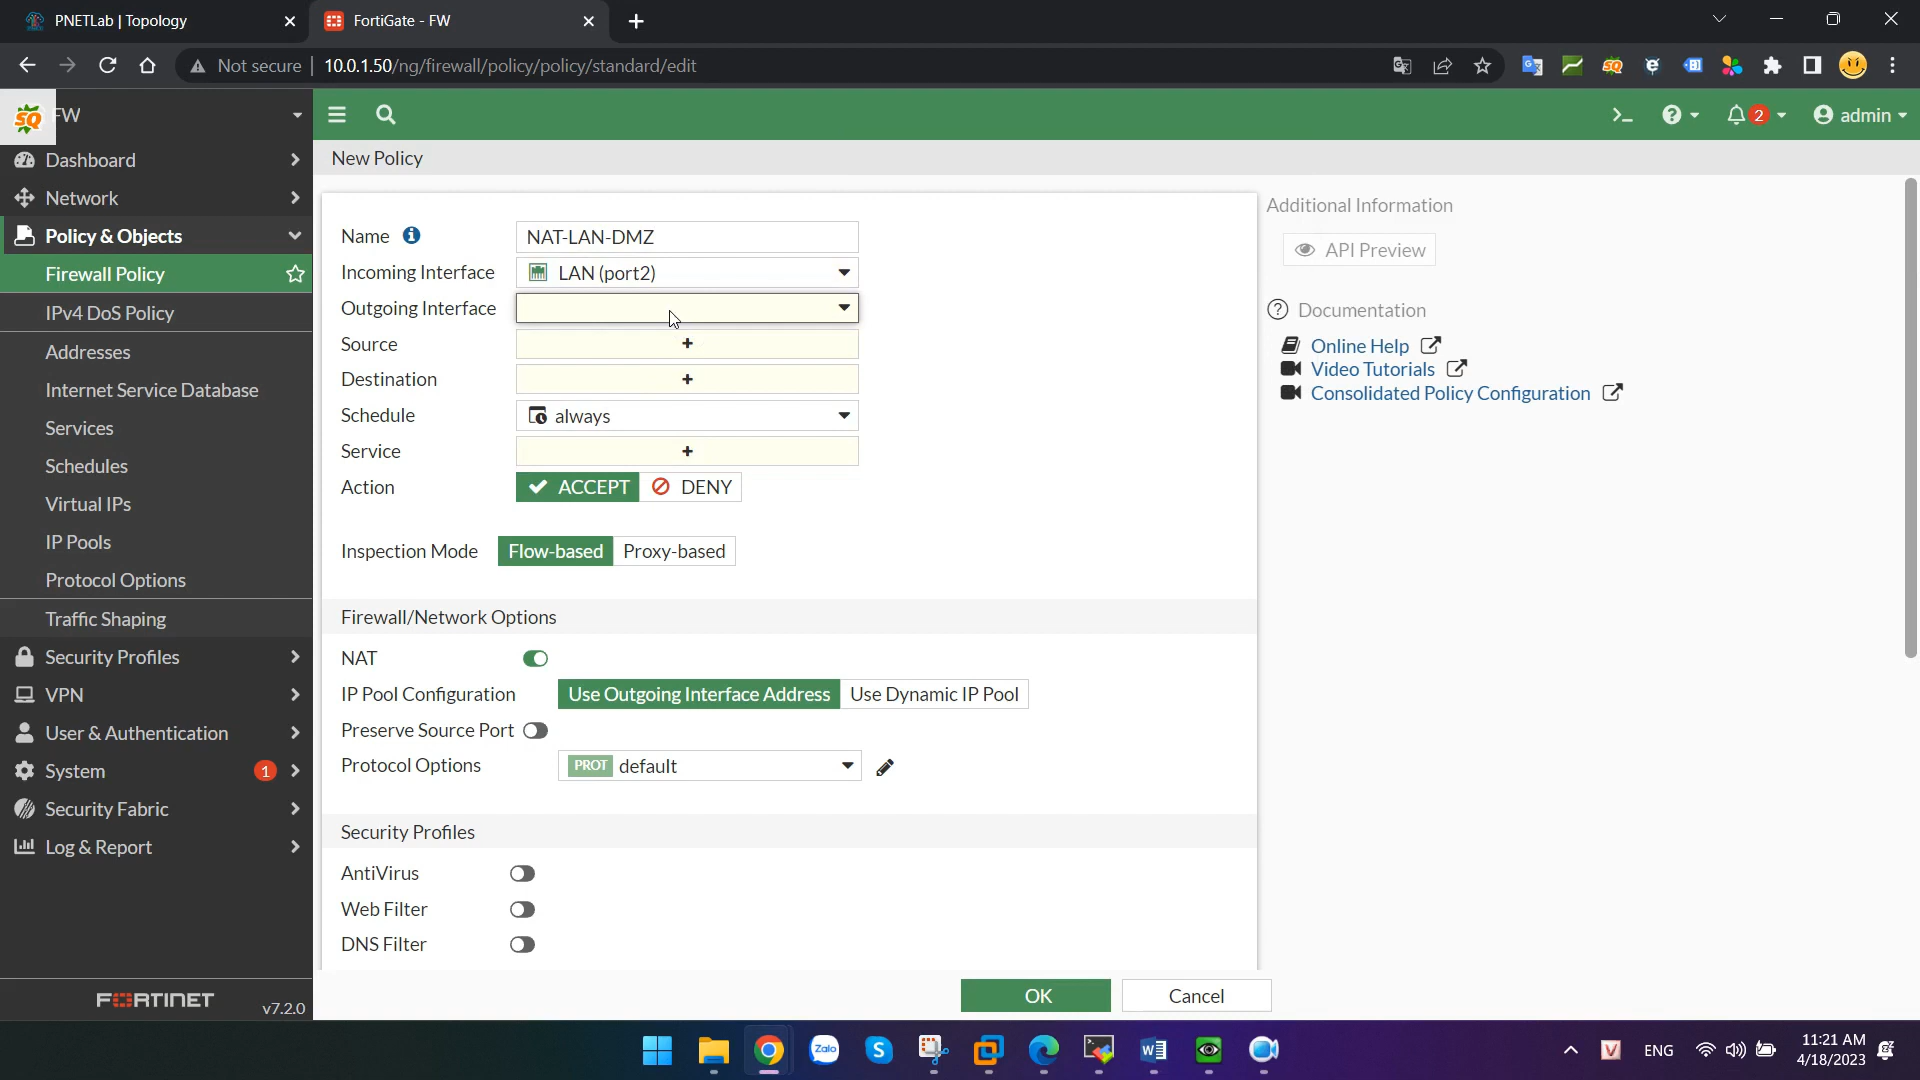 PNETLab | Topology
FortiGate - FW
Not secure
10.0.1.50/ng/firewall/policy/policy/standard/edit
SQ
FW
2
admin
Dashboard
Network
Policy & Objects
Firewall Policy
IPv4 DoS Policy
Addresses
Internet Service Database
Services
Schedules
Virtual IPs
IP Pools
Protocol Options
Traffic Shaping
Security Profiles
VPN
User & Authentication
System
1
Security Fabric
Log & Report
FORTINET
v7.2.0
New Policy
Name
NAT-LAN-DMZ
Incoming Interface
LAN (port2)
Outgoing Interface
Source
+
Destination
+
Schedule
always
Service
+
Action
ACCEPT
DENY
Inspection Mode
Flow-based
Proxy-based
Firewall/Network Options
NAT
IP Pool Configuration
Use Outgoing Interface Address
Use Dynamic IP Pool
Preserve Source Port
Protocol Options
PROT
default
Security Profiles
AntiVirus
Web Filter
DNS Filter
OK
Cancel
Additional Information
API Preview
Documentation
Online Help
Video Tutorials
Consolidated Policy Configuration
Zalo
ENG
11:21 AM
4/18/2023